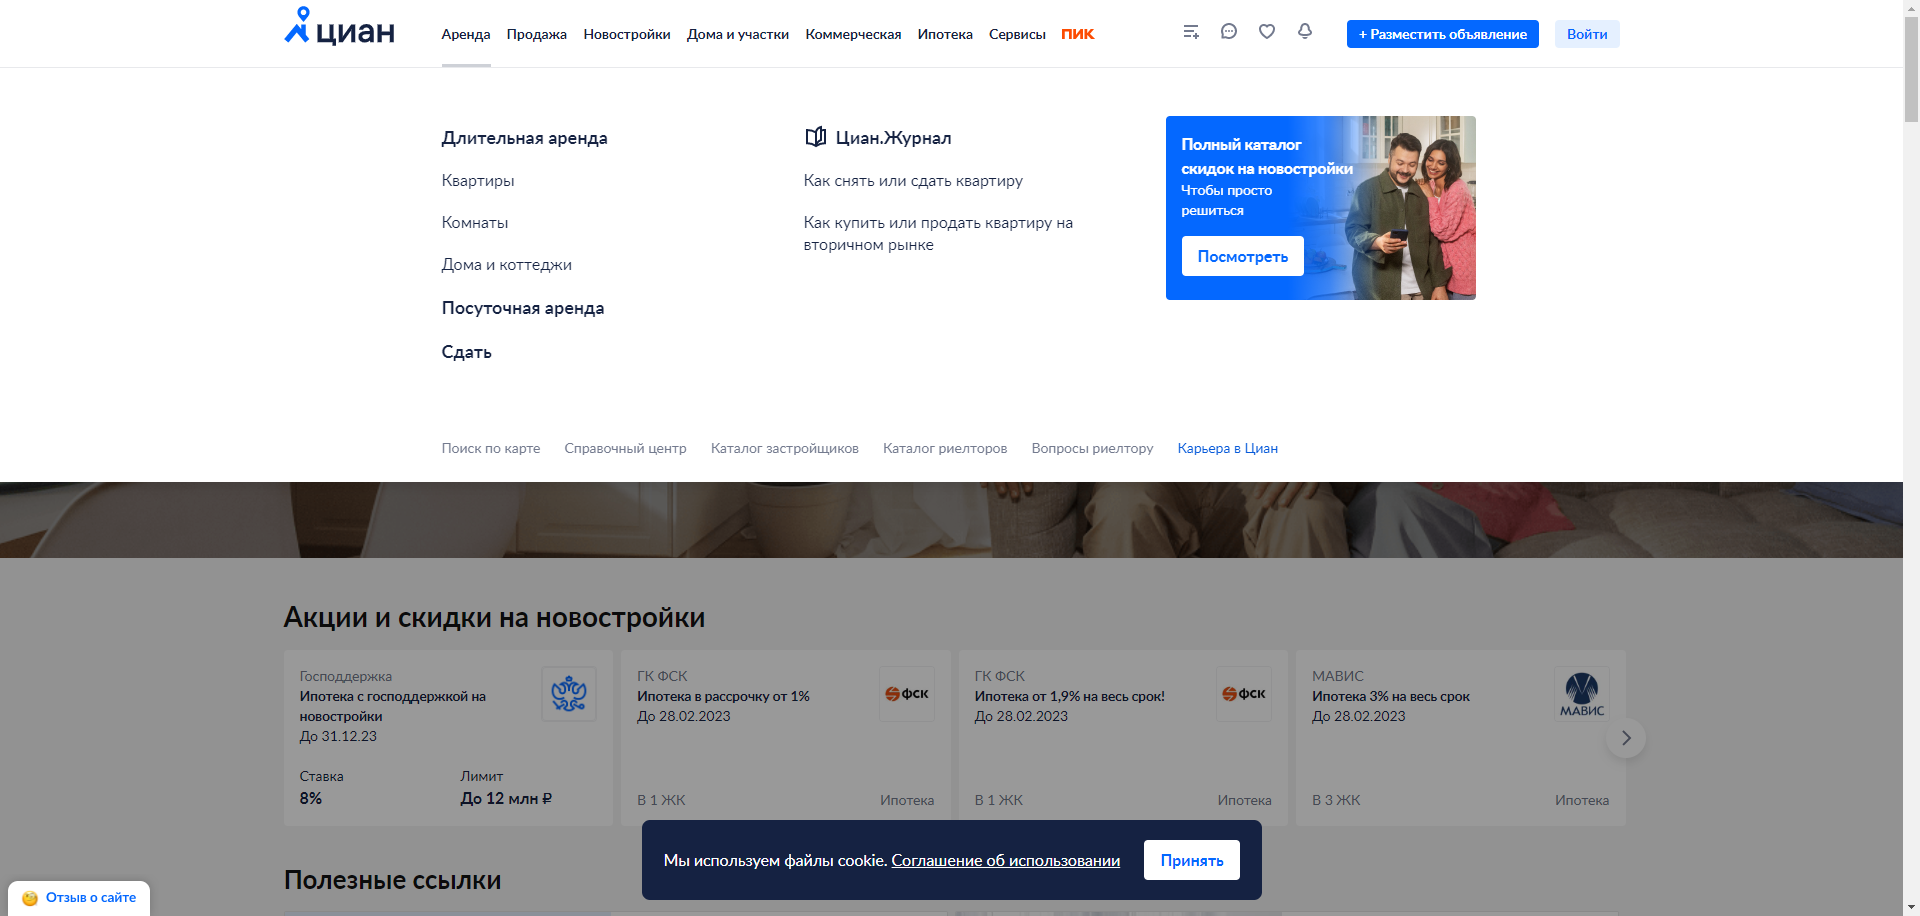 циан
Аренда Продажа Новостройки Дома и участки Коммерческая Ипотека Сервисы ПИК
+ Разместить объявление Войти
Длительная аренда
Квартиры
Комнаты
Дома и коттеджи
Посуточная аренда
Сдать
Циан.Журнал
Как снять или сдать квартиру
Как купить или продать квартиру на
вторичном рынке
Полный каталог
скидок на новостройки
Чтобы просто
решиться
Посмотреть
Поиск по карте Справочный центр Каталог застройщиков Каталог риелторов Вопросы риелтору Карьера в Циан
Акции и скидки на новостройки
Господдержка
Ипотека с господдержкой на
новостройки
До 31.12.23
Ставка Лимит
8% До 12 млн ₽
ГК ФСК
Ипотека в рассрочку от 1%
До 28.02.2023
ФСК
В 1 ЖК Ипотека
ГК ФСК
Ипотека от 1,9% на весь срок!
До 28.02.2023
ФСК
В 1 ЖК Ипотека
МАВИС
Ипотека 3% на весь срок
До 28.02.2023
МАВИС
В 3 ЖК Ипотека
Мы используем файлы cookie. Соглашение об использовании Принять
Полезные ссылки
Отзыв о сайте